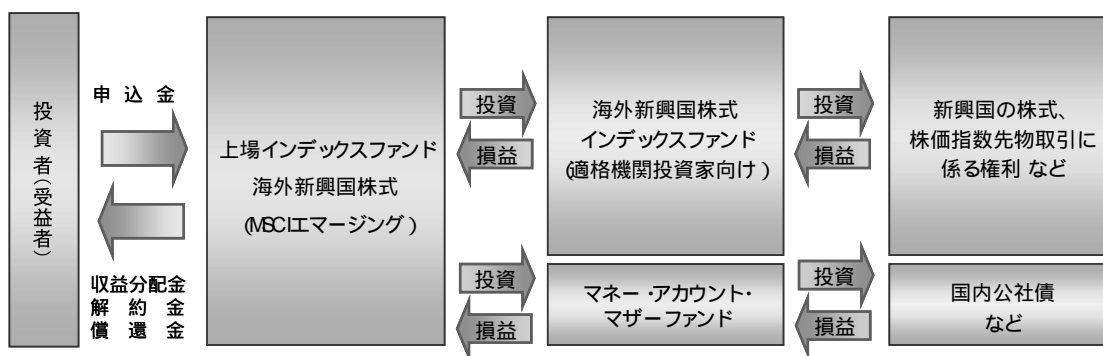 投資者(受益者)
申込金
収益分配金
解約金
償還金
上場インデックスファンド
海外新興国株式
(MSCIエマージング)
投資
損益
投資
損益
海外新興国株式
インデックスファンド
(適格機関投資家向け)
マネー・アカウント・
マザーファンド
投資
損益
投資
損益
新興国の株式、
株価指数先物取引に
係る権利 など
国内公社債
など